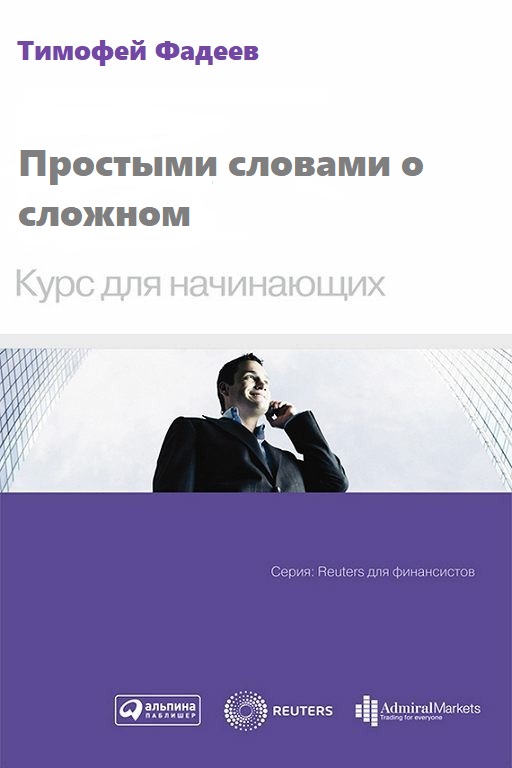 Тимофей Фадеев
Простыми словами о
сложном
Курс для начинающих
Серия: Reuters для финансистов
альпина
ПАБЛИШЕР
REUTERS
AdmiralMarkets
Trading for everyone